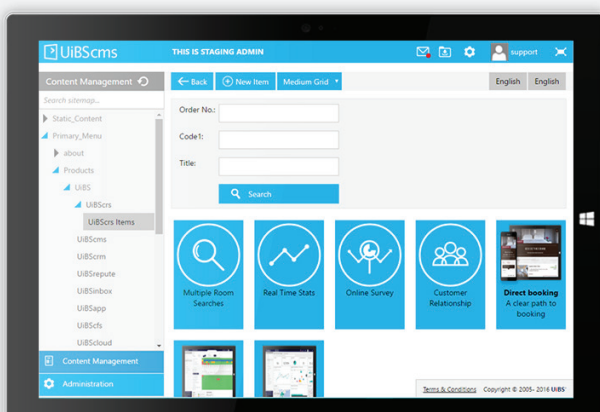 UiBScms
THIS IS STAGING ADMIN
support
Content Management
Back
New Item
Medium Grid
English
English
Search sitemap...
Static_Content
Primary_Menu
about
Products
UiBS
UiBScrs
UiBScrs Items
UiBScms
UiBScrm
UiBSrepute
UiBSinbox
UiBSapp
UiBScfs
UiBScloud
Content Management
Administration
Order No.:
Code1:
Title:
Search
Multiple Room
Searches
Real Time Stats
Online Survey
Customer
Relationship
Direct booking
A clear path to
booking
Terms & Conditions Copyright © 2005- 2016 UiBS